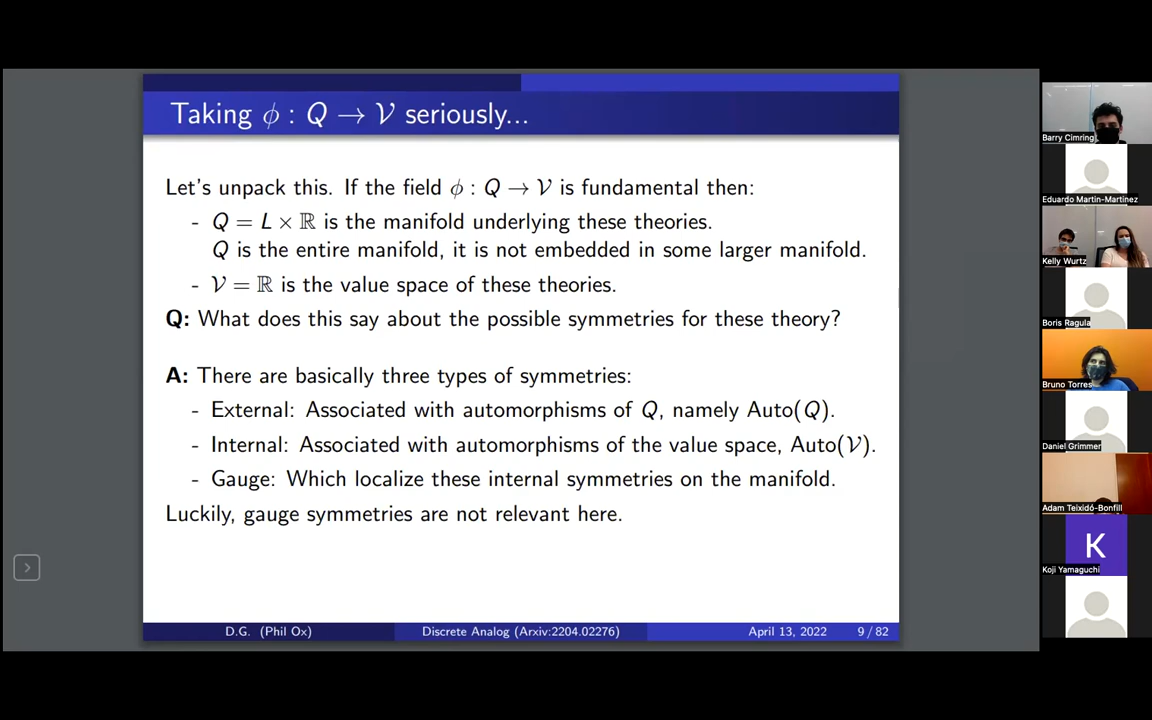 Taking ϕ : Q → 𝒱 seriously...
Let's unpack this. If the field ϕ : Q → 𝒱 is fundamental then:
- Q = L × ℝ is the manifold underlying these theories.
Q is the entire manifold, it is not embedded in some larger manifold.
- 𝒱 = ℝ is the value space of these theories.
Q: What does this say about the possible symmetries for these theory?
A: There are basically three types of symmetries:
- External: Associated with automorphisms of Q, namely Auto(Q).
- Internal: Associated with automorphisms of the value space, Auto(𝒱).
- Gauge: Which localize these internal symmetries on the manifold.
Luckily, gauge symmetries are not relevant here.
D.G. (Phil Ox) Discrete Analog (Arxiv:2204.02276) April 13, 2022 9 / 82
Barry Cimring
Eduardo Martin-Martinez
Kelly Wurtz
Boris Ragula
Bruno Torres
Daniel Grimmer
Adam Teixidó-Bonfill
K
Koji Yamaguchi